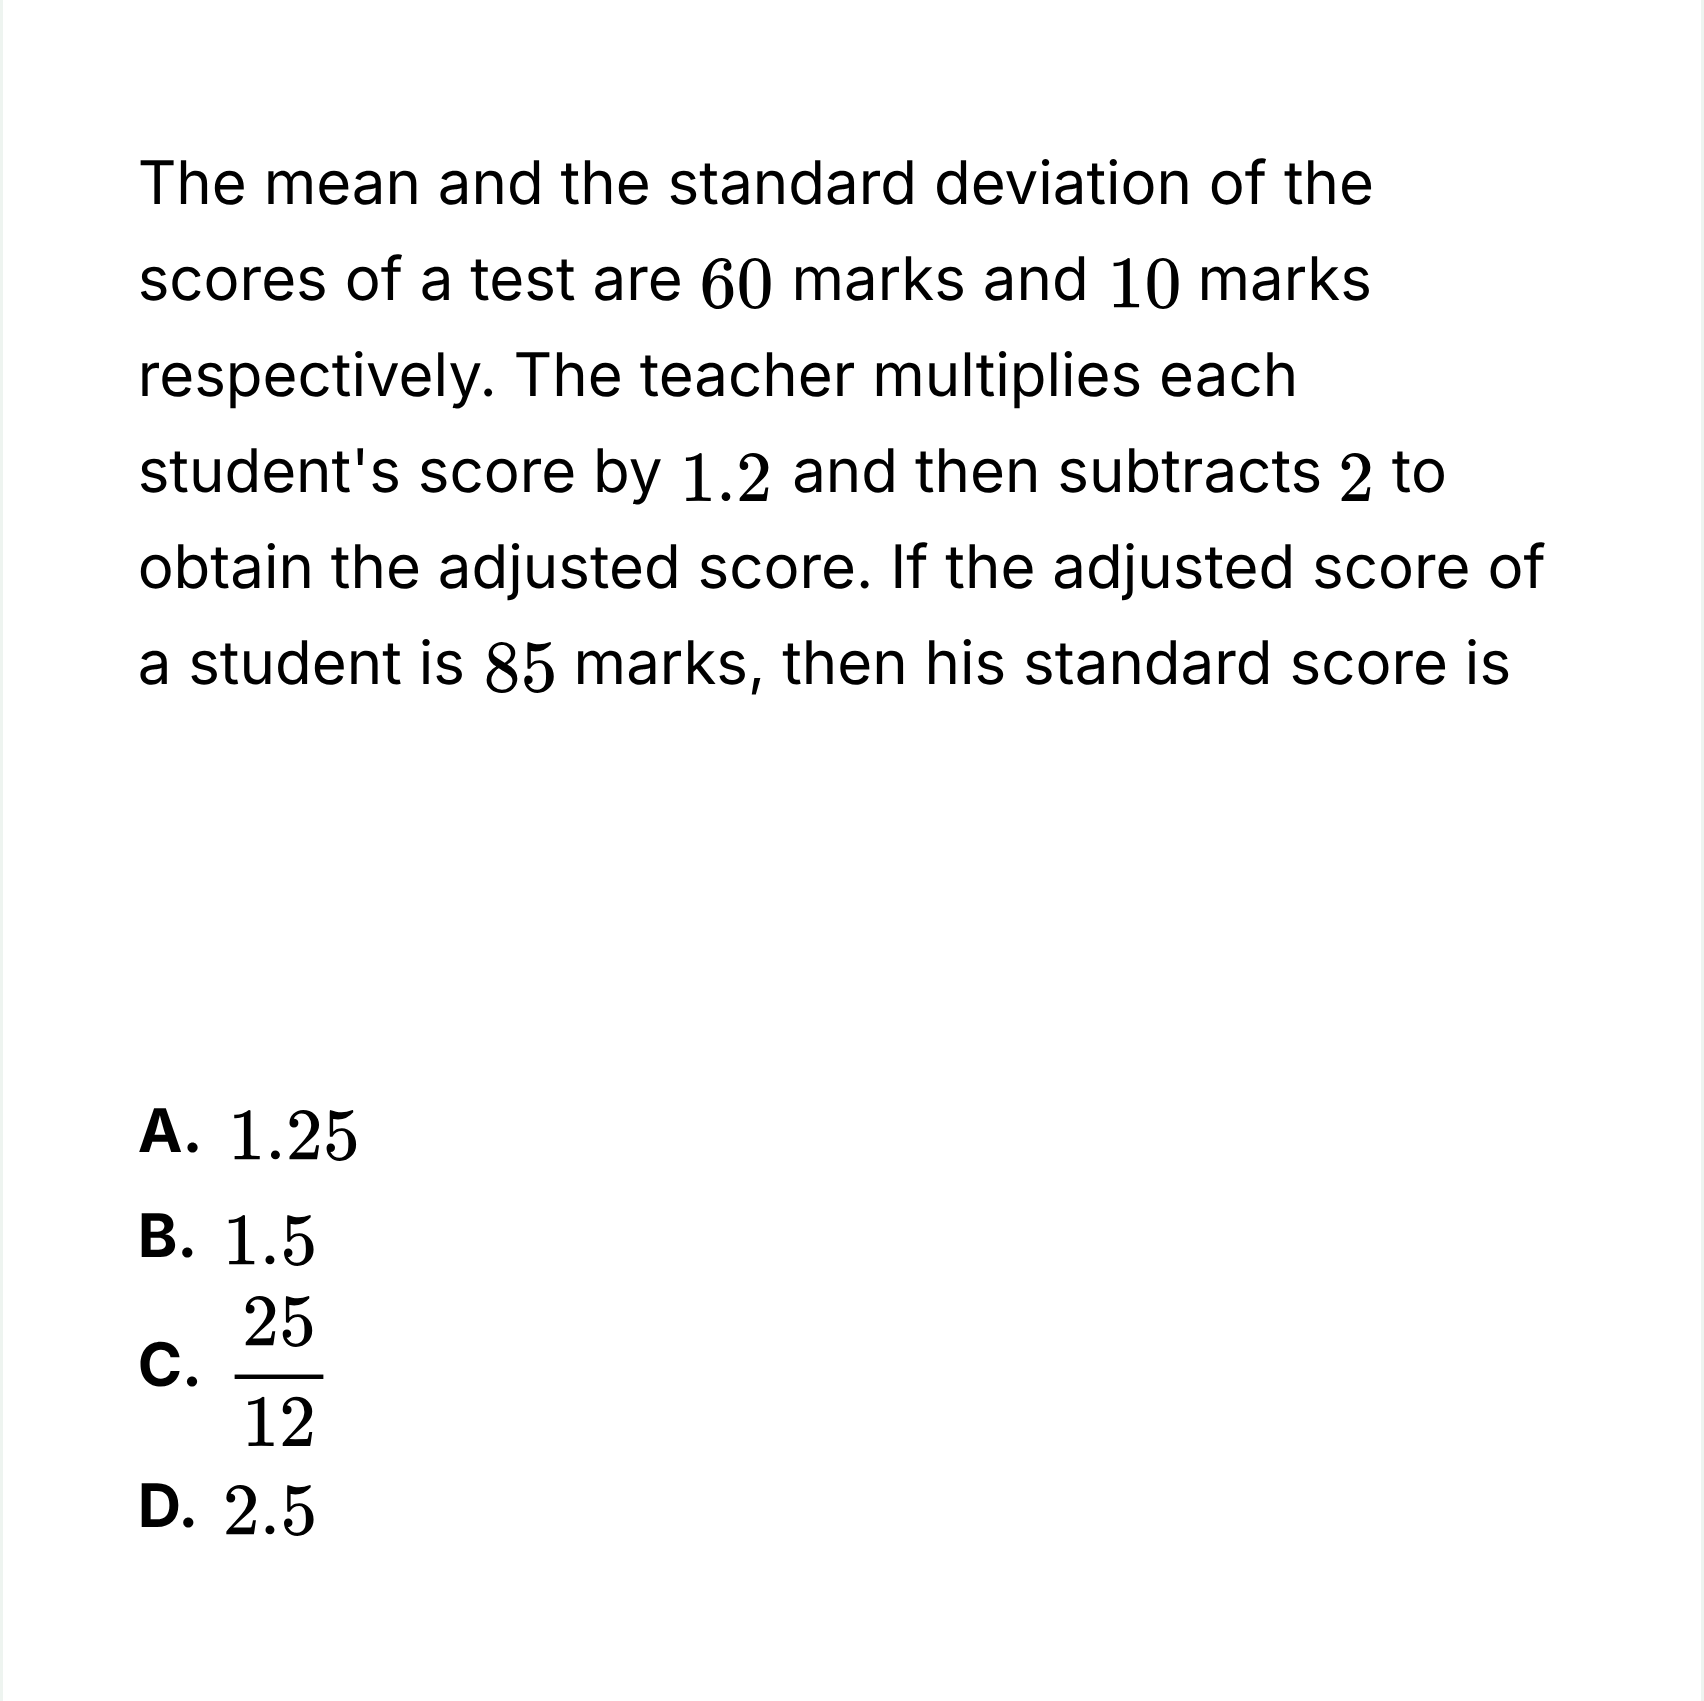 The mean and the standard deviation of the
scores of a test are 60 marks and 10 marks
respectively. The teacher multiplies each
student's score by 1.2 and then subtracts 2 to
obtain the adjusted score. If the adjusted score of
a student is 85 marks, then his standard score is
A. 1.25
B. 1.5
C. \frac{25}{12}
D. 2.5